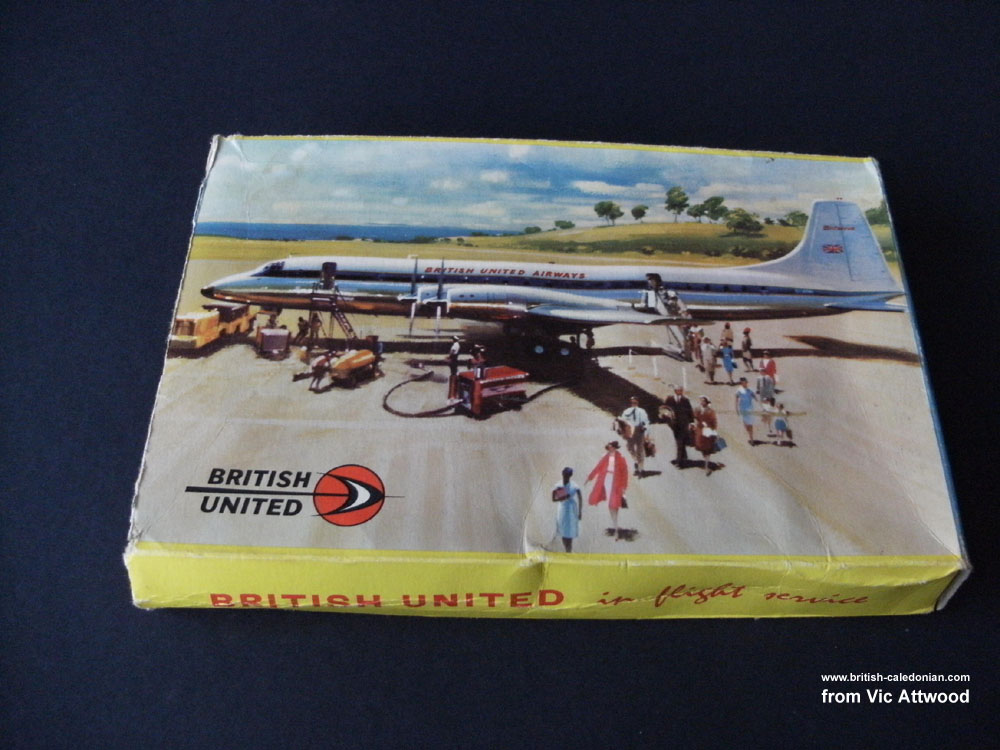 BRITISH UNITED AIRWAYS
BRITISH
UNITED
BRITISH UNITED in flight service
www.british-caledonian.com
from Vic Attwood